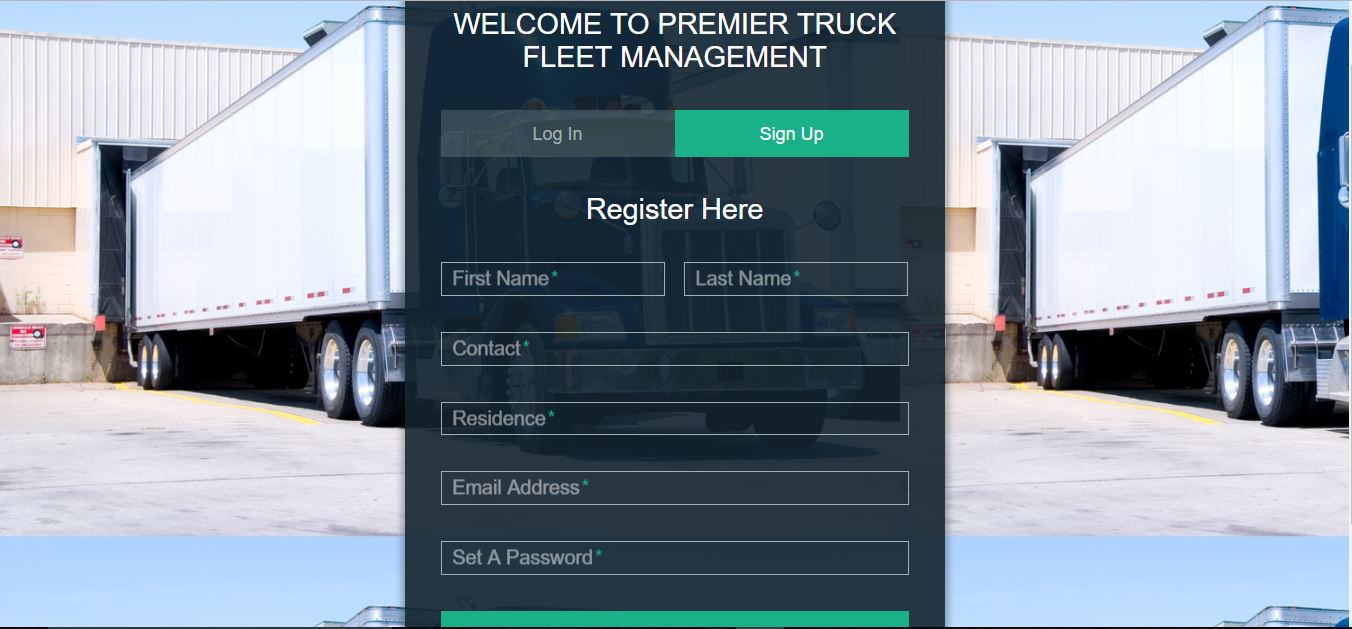 WELCOME TO PREMIER TRUCK
FLEET MANAGEMENT
Log In
Sign Up
Register Here
First Name*
Last Name*
Contact*
Residence*
Email Address*
Set A Password*